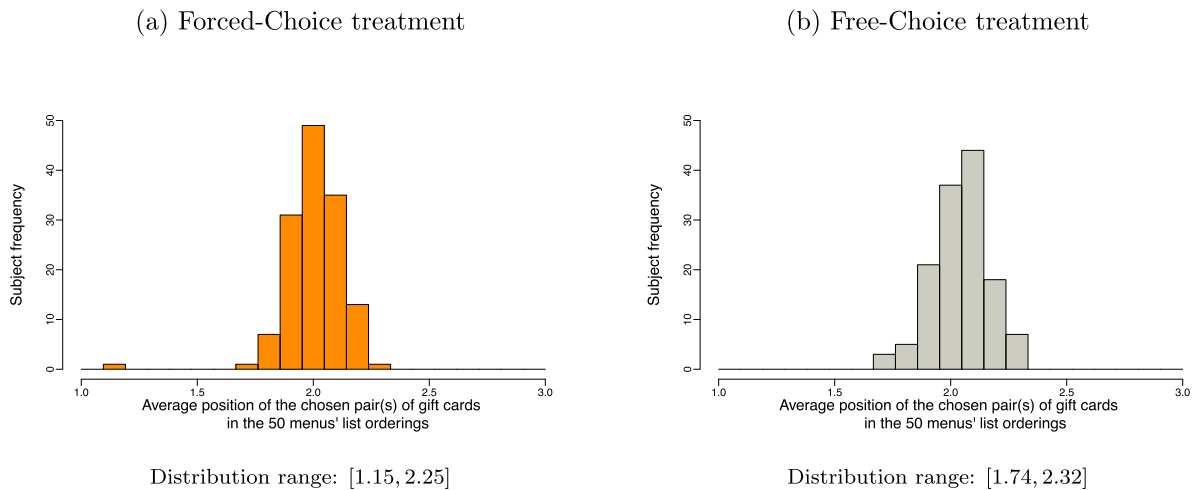 (a) Forced-Choice treatment
50
40
30
20
10
0
Subject frequency
1.0 1.5 2.0 2.5 3.0
Average position of the chosen pair(s) of gift cards
in the 50 menus' list orderings
Distribution range: [1.15, 2.25]
(b) Free-Choice treatment
50
40
30
20
10
0
Subject frequency
1.0 1.5 2.0 2.5 3.0
Average position of the chosen pair(s) of gift cards
in the 50 menus' list orderings
Distribution range: [1.74, 2.32]